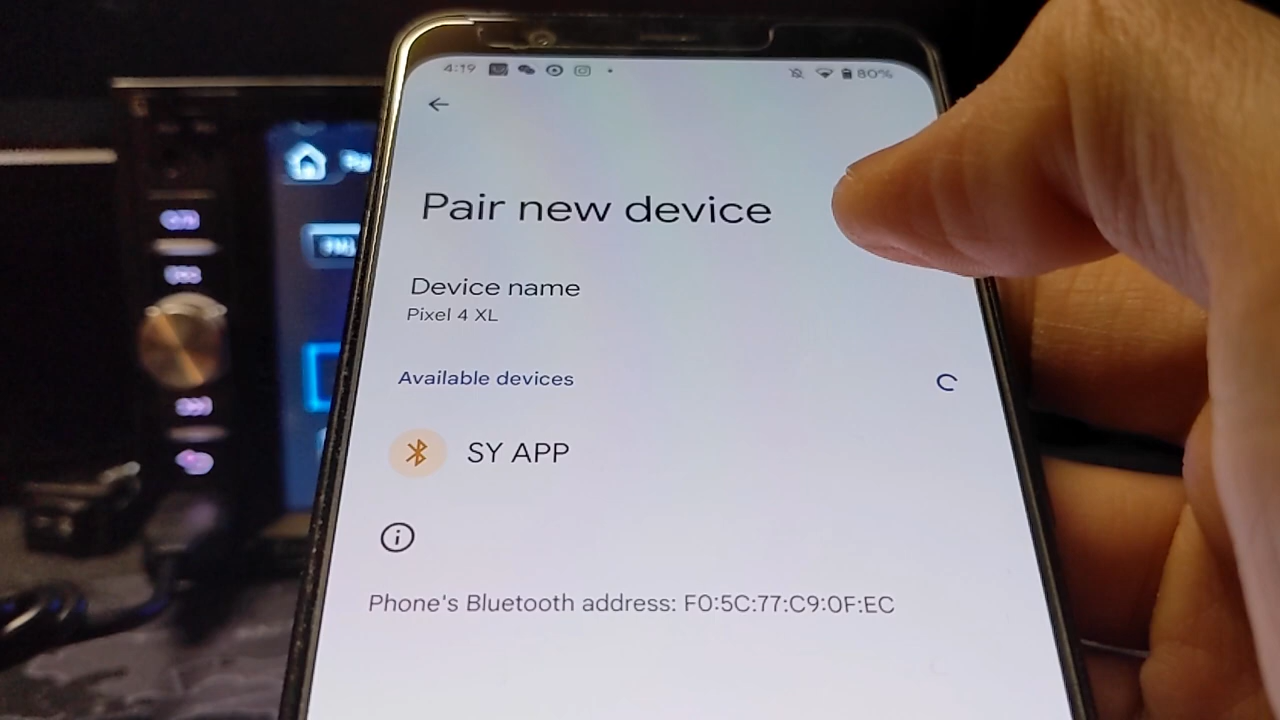 4:19
80%
Pair new device
Device name
Pixel 4 XL
Available devices
SY APP
Phone's Bluetooth address: F0:5C:77:C9:0F:EC